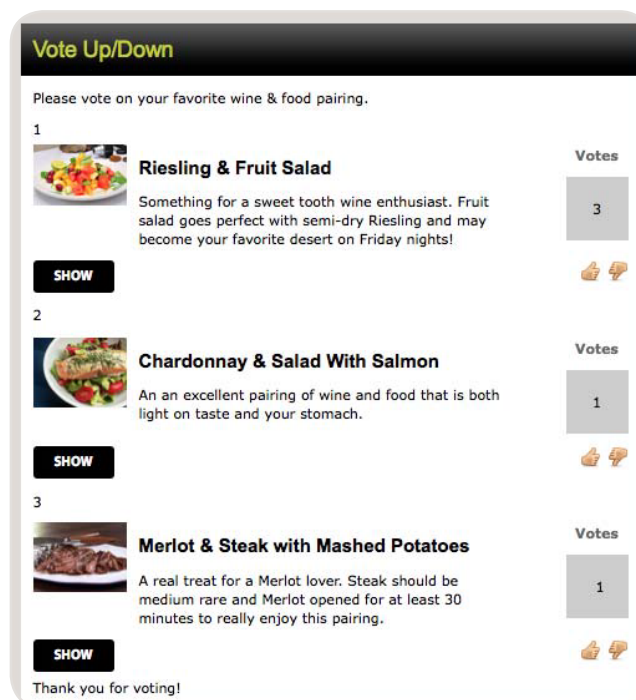 Vote Up/Down
Please vote on your favorite wine & food pairing.
1
Riesling & Fruit Salad
Votes
Something for a sweet tooth wine enthusiast. Fruit
salad goes perfect with semi-dry Riesling and may
become your favorite desert on Friday nights!
3
SHOW
2
Chardonnay & Salad With Salmon
Votes
An an excellent pairing of wine and food that is both
light on taste and your stomach.
1
SHOW
3
Merlot & Steak with Mashed Potatoes
Votes
A real treat for a Merlot lover. Steak should be
medium rare and Merlot opened for at least 30
minutes to really enjoy this pairing.
1
SHOW
Thank you for voting!